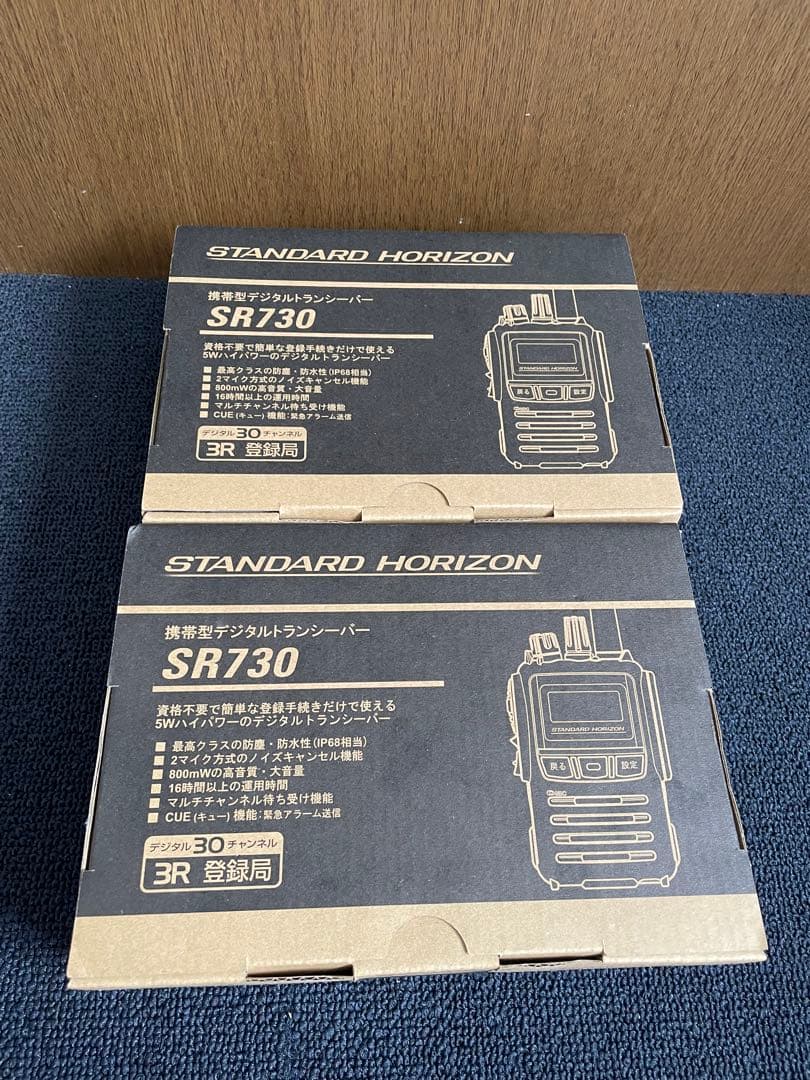 STANDARD HORIZON
携帯型デジタルトランシーバー
SR730
資格不要で簡単な登録手続きだけで使える
5Wハイパワーのデジタルトランシーバー
■ 最高クラスの防塵・防水性(IP68相当)
■ 2マイク方式のノイズキャンセル機能
■ 800mWの高音質・大音量
■ 16時間以上の運用時間
■ マルチチャンネル待ち受け機能
■ CUE(キュー)機能:緊急アラーム送信
デジタル30チャンネル
3R 登録局
STANDARD HORIZON
戻る 設定
STANDARD HORIZON
携帯型デジタルトランシーバー
SR730
資格不要で簡単な登録手続きだけで使える
5Wハイパワーのデジタルトランシーバー
■ 最高クラスの防塵・防水性(IP68相当)
■ 2マイク方式のノイズキャンセル機能
■ 800mWの高音質・大音量
■ 16時間以上の運用時間
■ マルチチャンネル待ち受け機能
■ CUE(キュー)機能:緊急アラーム送信
デジタル30チャンネル
3R 登録局
STANDARD HORIZON
戻る 設定